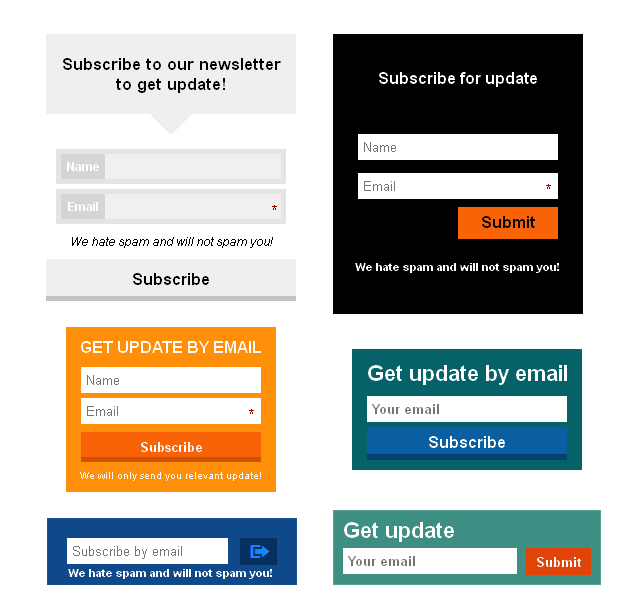 Subscribe to our newsletter
to get update!
Name
Email *
We hate spam and will not spam you!
Subscribe
Subscribe for update
Name
Email *
Submit
We hate spam and will not spam you!
GET UPDATE BY EMAIL
Name
Email *
Subscribe
We will only send you relevant update!
Get update by email
Your email
Subscribe
Subscribe by email
We hate spam and will not spam you!
Get update
Your email
Submit